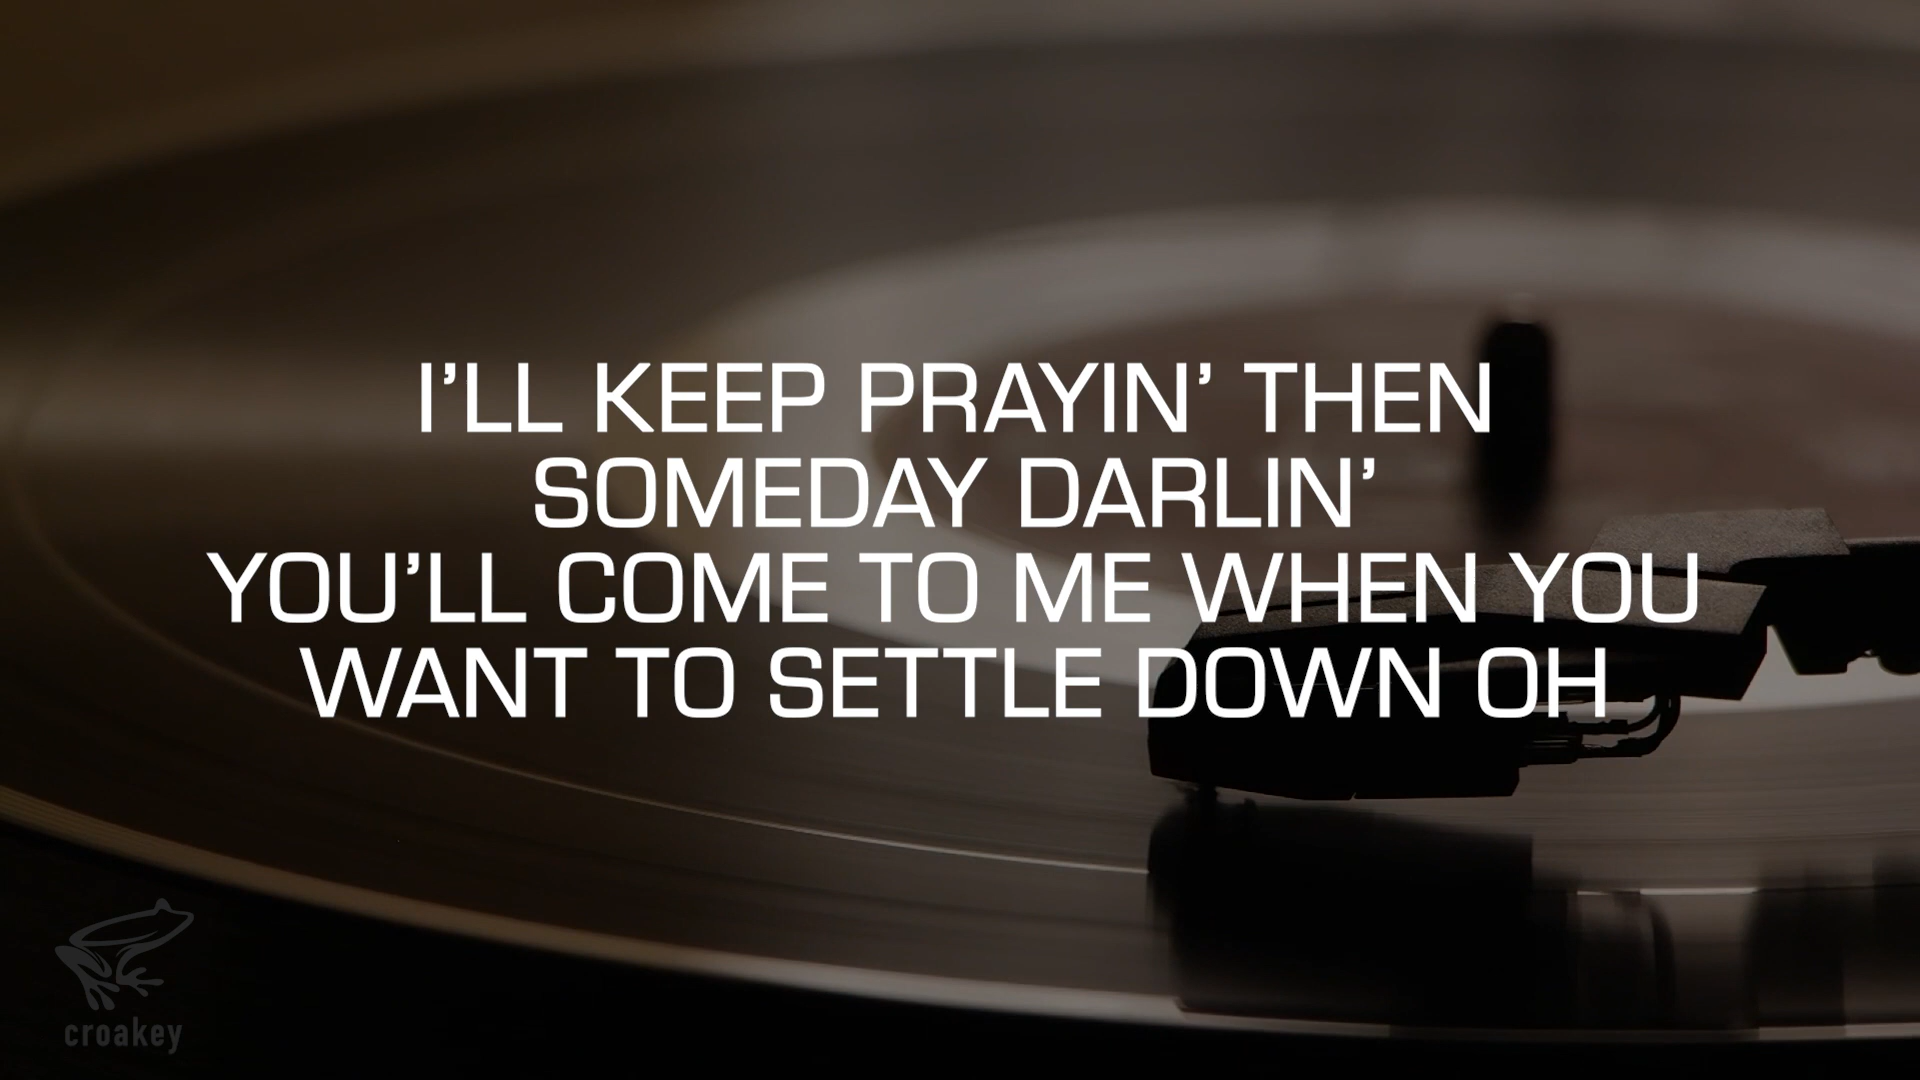 I'LL KEEP PRAYIN' THEN
SOMEDAY DARLIN'
YOU'LL COME TO ME WHEN YOU
WANT TO SETTLE DOWN OH
croakey